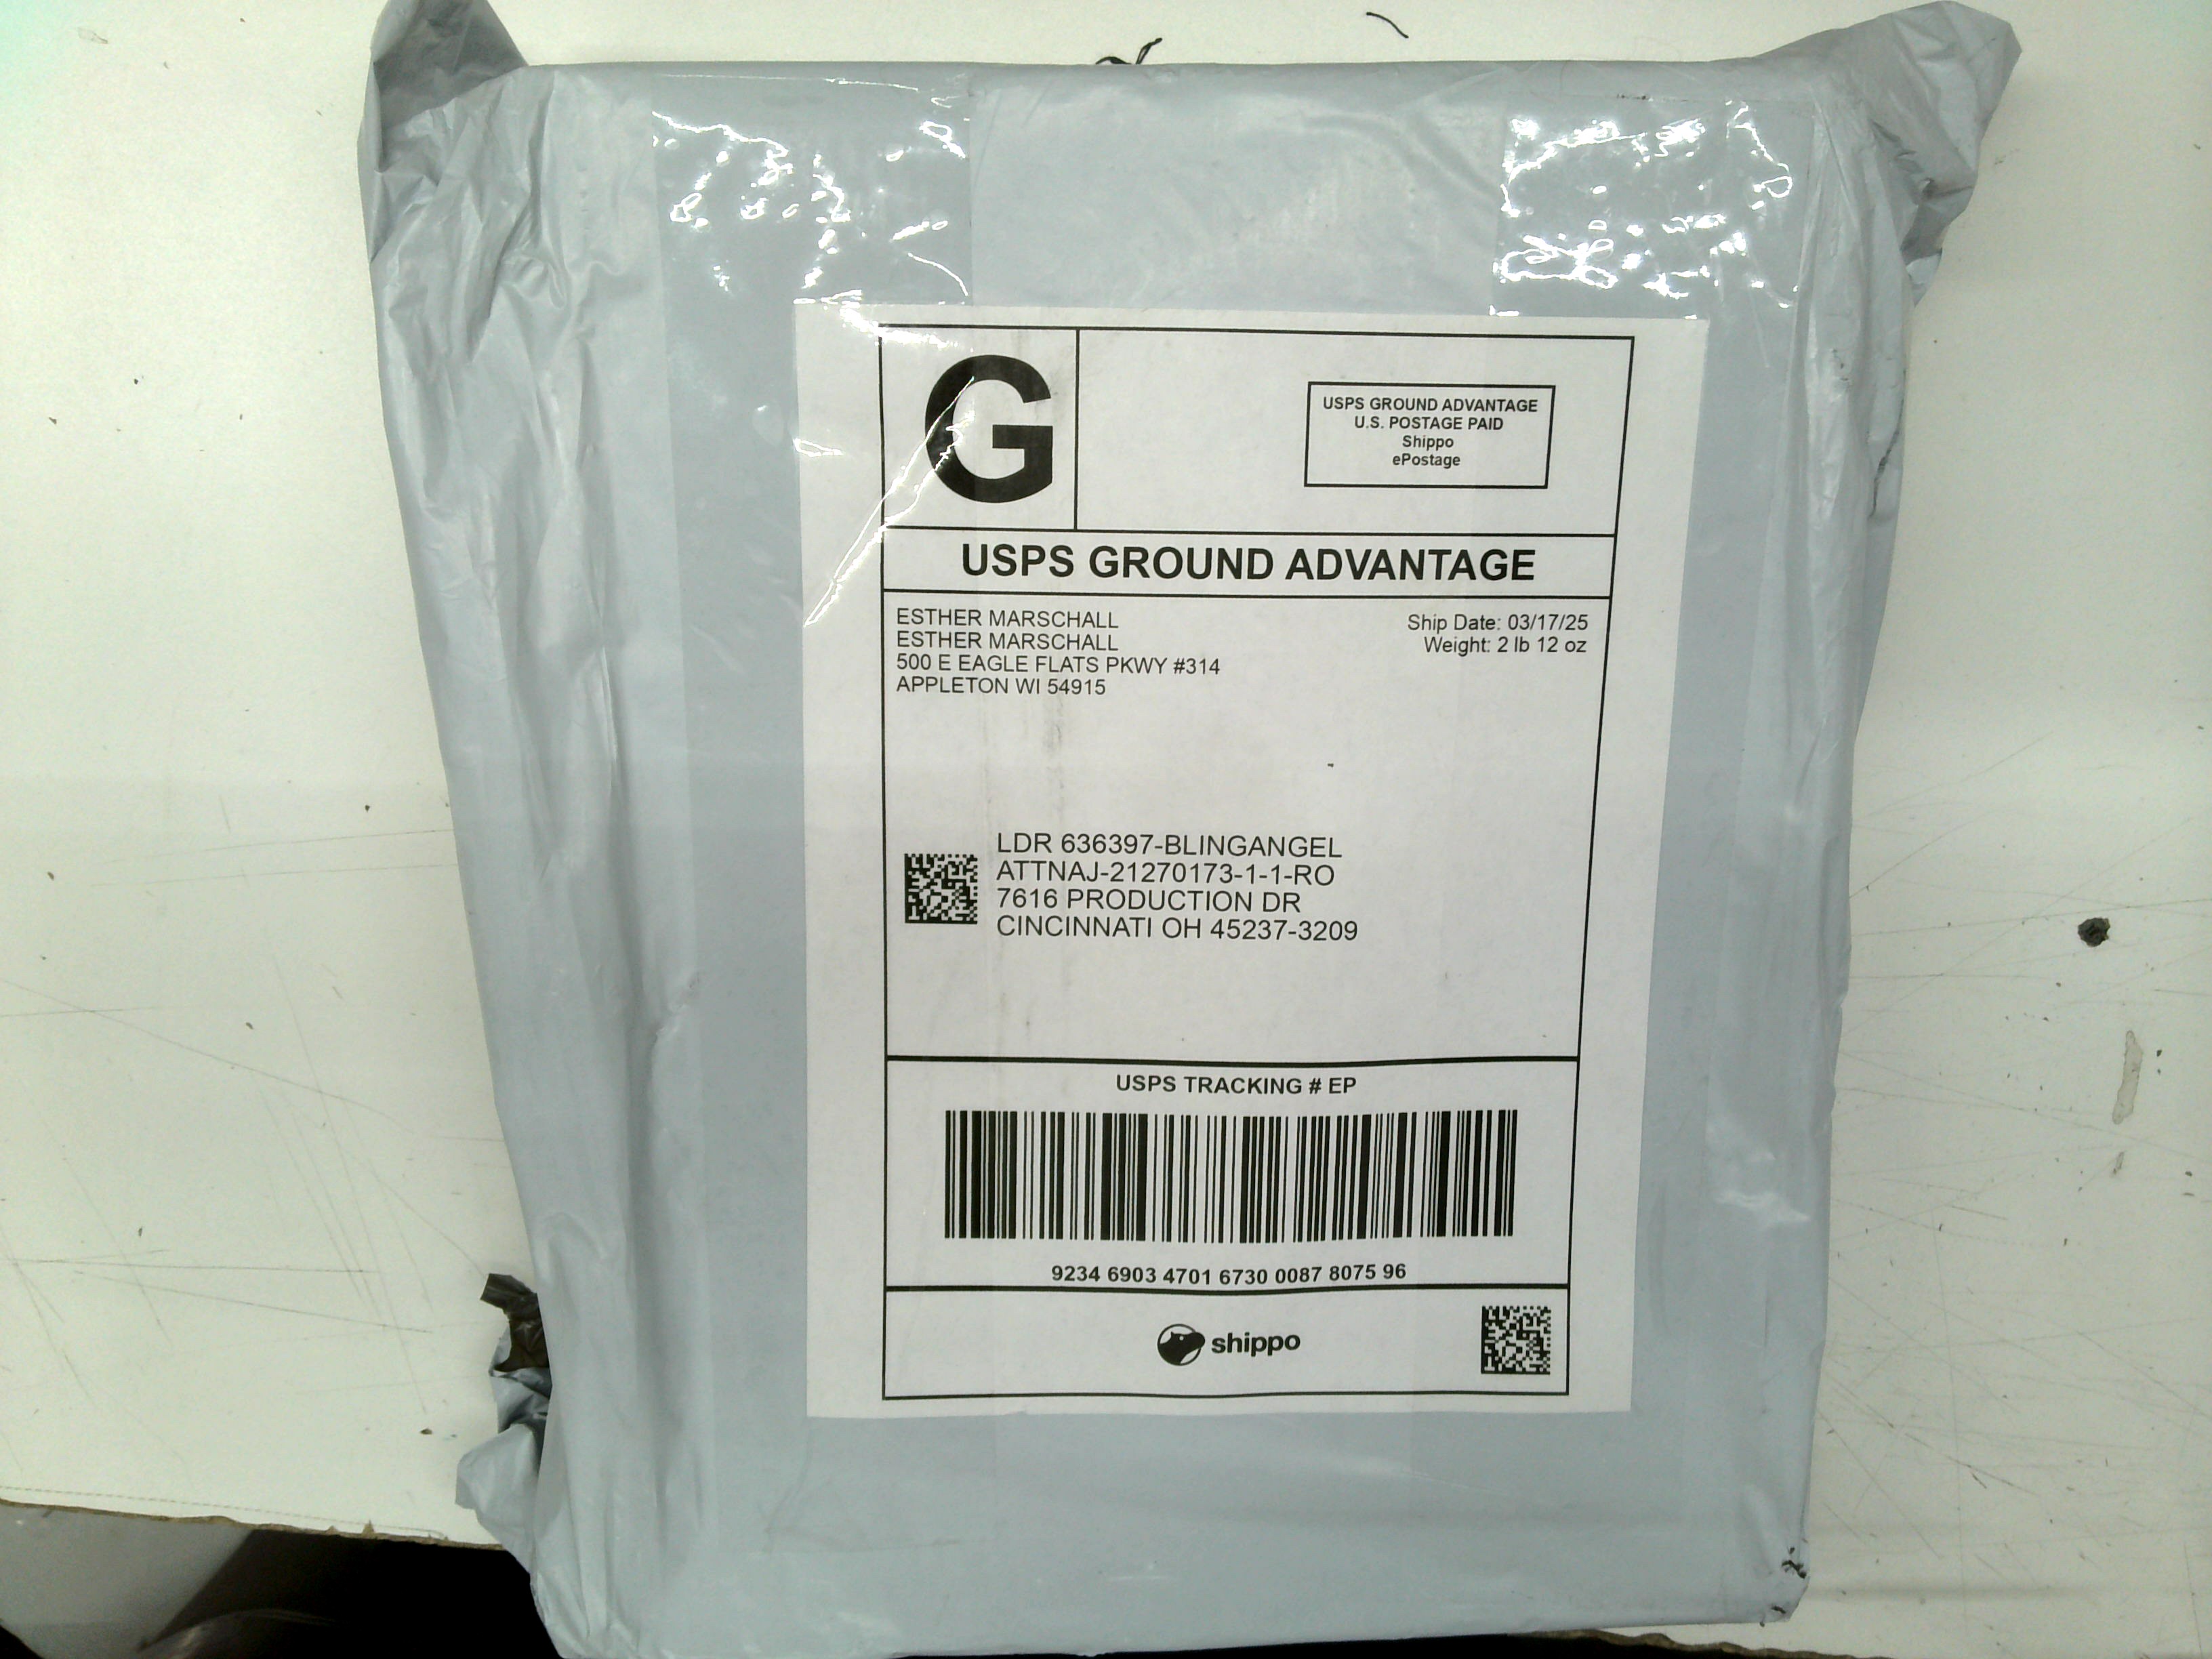 G
USPS GROUND ADVANTAGE
U.S. POSTAGE PAID
Shippo
ePostage
USPS GROUND ADVANTAGE
ESTHER MARSCHALL
ESTHER MARSCHALL
500 E EAGLE FLATS PKWY #314
APPLETON WI 54915
Ship Date: 03/17/25
Weight: 2 lb 12 oz
LDR 636397-BLINGANGEL
ATTNAJ-21270173-1-1-RO
7616 PRODUCTION DR
CINCINNATI OH 45237-3209
USPS TRACKING # EP
9234 6903 4701 6730 0087 8075 96
shippo